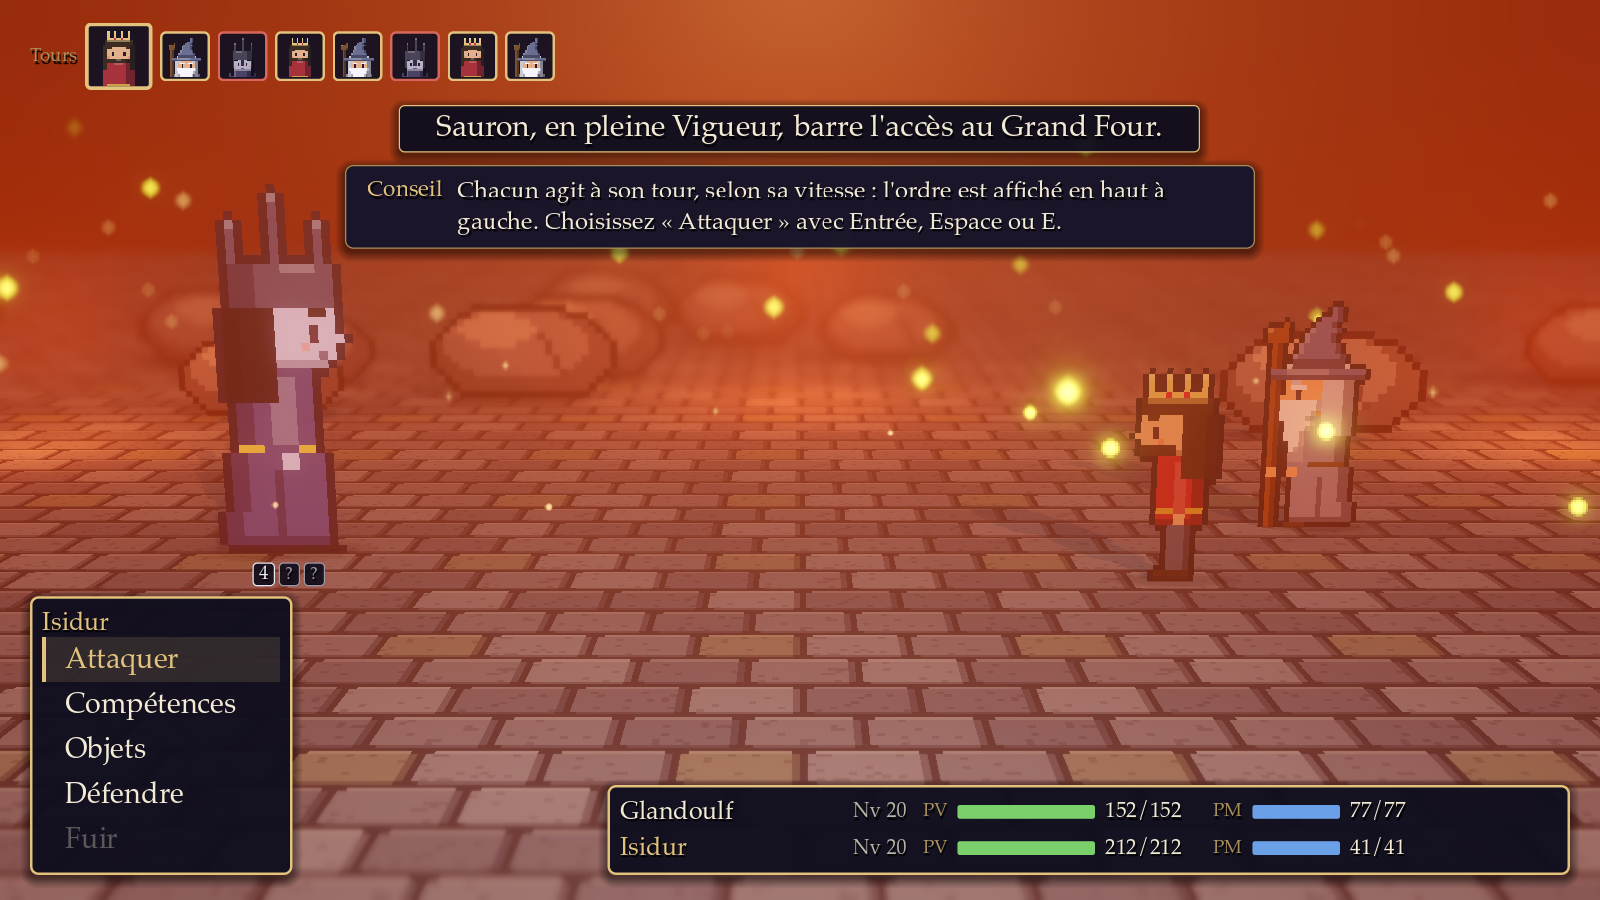 Tours
Sauron, en pleine Vigueur, barre l'accès au Grand Four.
Conseil Chacun agit à son tour, selon sa vitesse : l'ordre est affiché en haut à
gauche. Choisissez « Attaquer » avec Entrée, Espace ou E.
4 ? ?
Isidur
Attaquer
Compétences
Objets
Défendre
Fuir
Glandoulf Nv 20 PV 152/152 PM 77/77
Isidur Nv 20 PV 212/212 PM 41/41